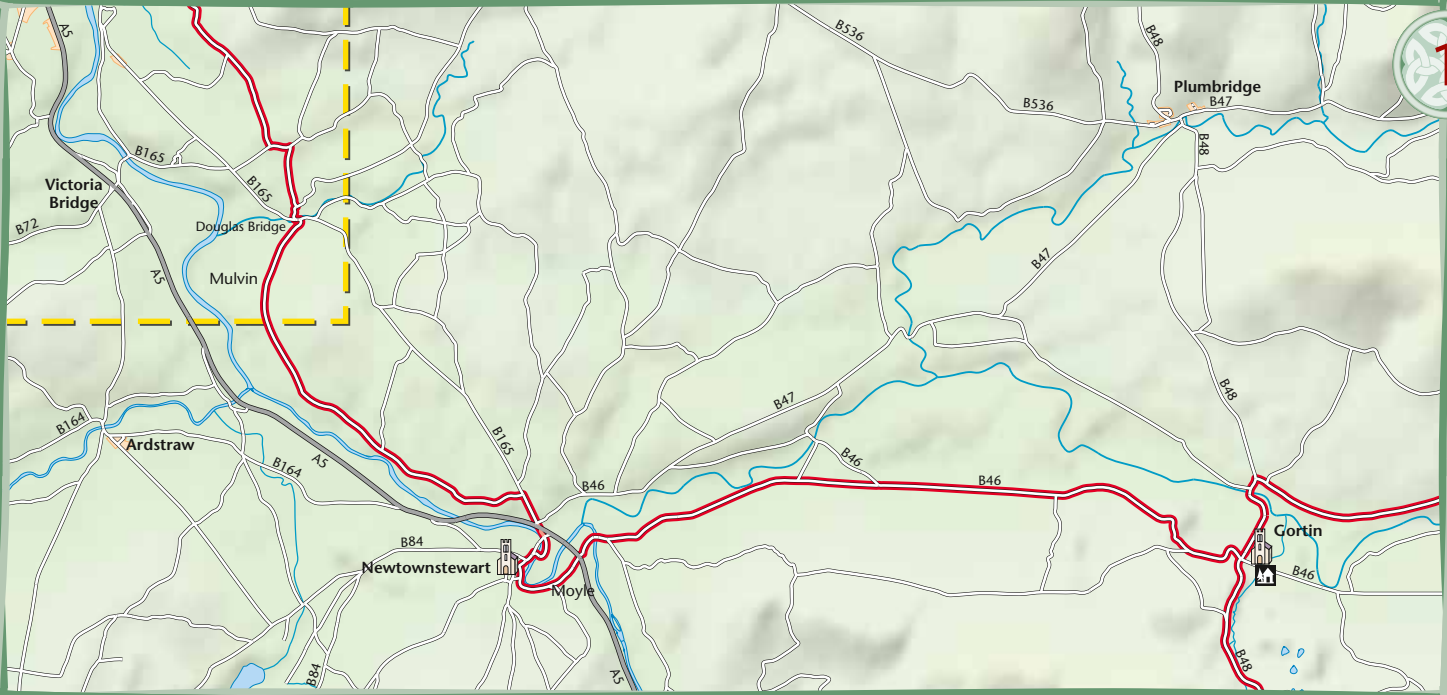 A5
B536
B48
1
Plumbridge
B47
B536
B165
B48
Victoria
Bridge
B165
B72
Douglas Bridge
A5
Mulvin
B47
B48
B47
B164
Ardstraw
B165
A5
B164
B46
B46
B46
Gortin
B84
Newtownstewart
B46
Moyle
B84
A5
B48